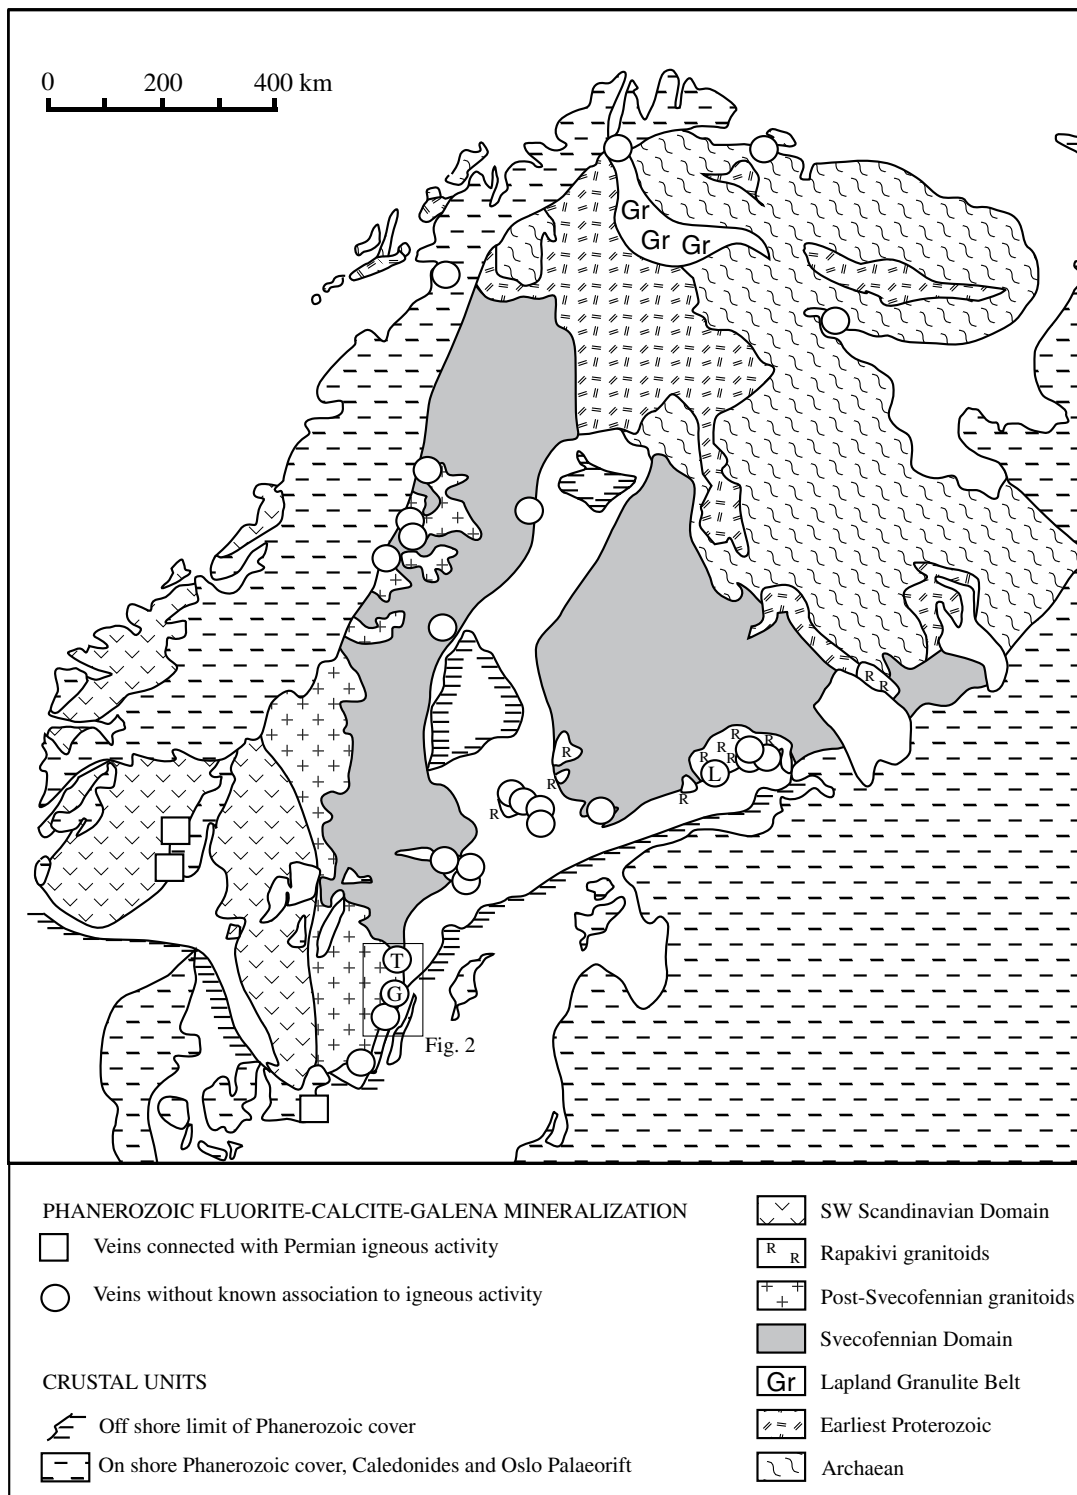 0 200 400 km
Gr
Gr Gr
R
R
R
R
R
R
R
R
R
L
R
R
R
T
G
Fig. 2
PHANEROZOIC FLUORITE-CALCITE-GALENA MINERALIZATION
Veins connected with Permian igneous activity
Veins without known association to igneous activity
CRUSTAL UNITS
Off shore limit of Phanerozoic cover
On shore Phanerozoic cover, Caledonides and Oslo Palaeorift
SW Scandinavian Domain
R R Rapakivi granitoids
Post-Svecofennian granitoids
Svecofennian Domain
Gr Lapland Granulite Belt
Earliest Proterozoic
Archaean